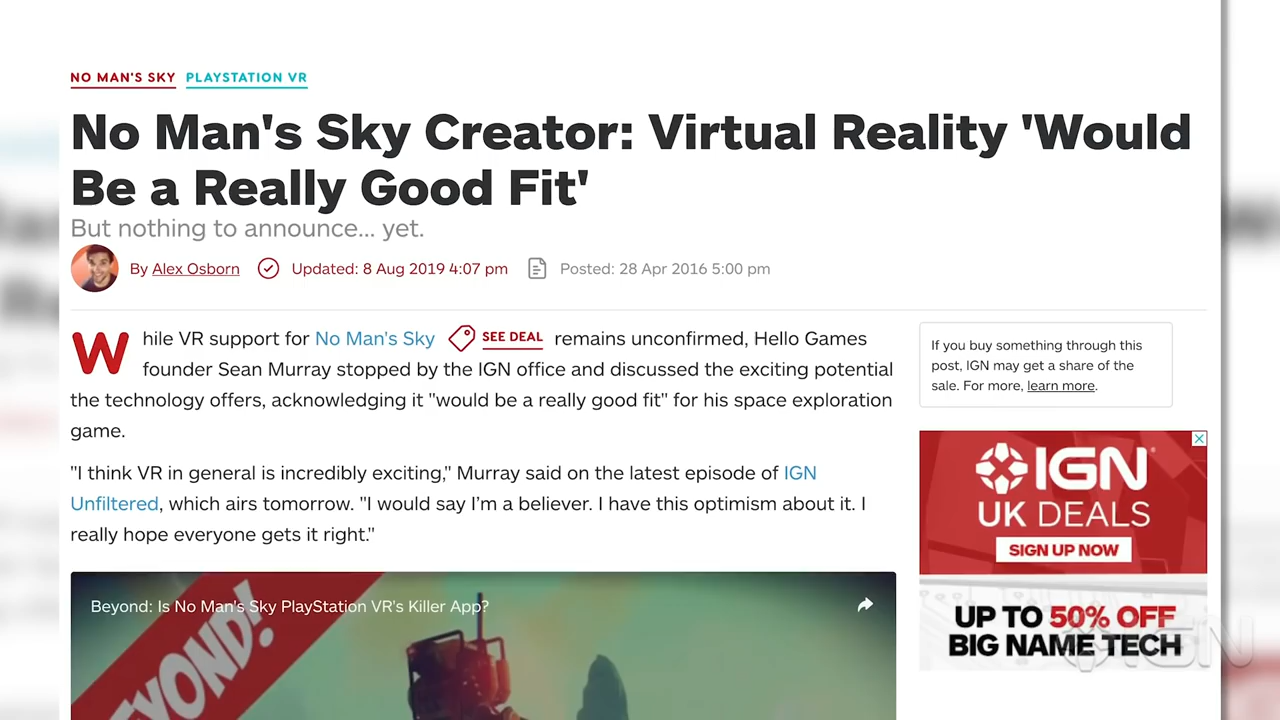 NO MAN'S SKY PLAYSTATION VR
No Man's Sky Creator: Virtual Reality 'Would
Be a Really Good Fit'
But nothing to announce... yet.
By Alex Osborn Updated: 8 Aug 2019 4:07 pm Posted: 28 Apr 2016 5:00 pm
While VR support for No Man's Sky SEE DEAL remains unconfirmed, Hello Games
founder Sean Murray stopped by the IGN office and discussed the exciting potential
the technology offers, acknowledging it "would be a really good fit" for his space exploration
game.
"I think VR in general is incredibly exciting," Murray said on the latest episode of IGN
Unfiltered, which airs tomorrow. "I would say I'm a believer. I have this optimism about it. I
really hope everyone gets it right."
Beyond: Is No Man's Sky PlayStation VR's Killer App?
BEYOND!
If you buy something through this
post, IGN may get a share of the
sale. For more, learn more.
IGN
UK DEALS
SIGN UP NOW
UP TO 50% OFF
BIG NAME TECH
IGN